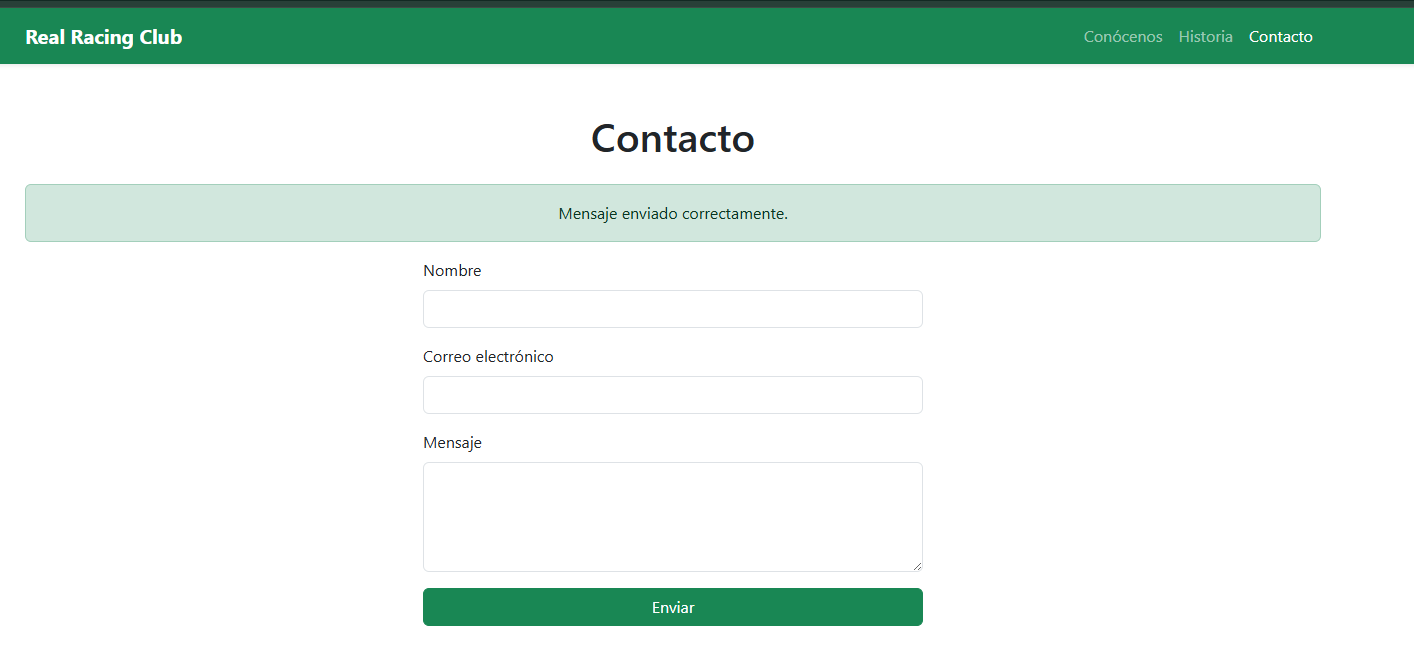 Real Racing Club
Conócenos Historia Contacto
Contacto
Mensaje enviado correctamente.
Nombre
Correo electrónico
Mensaje
Enviar